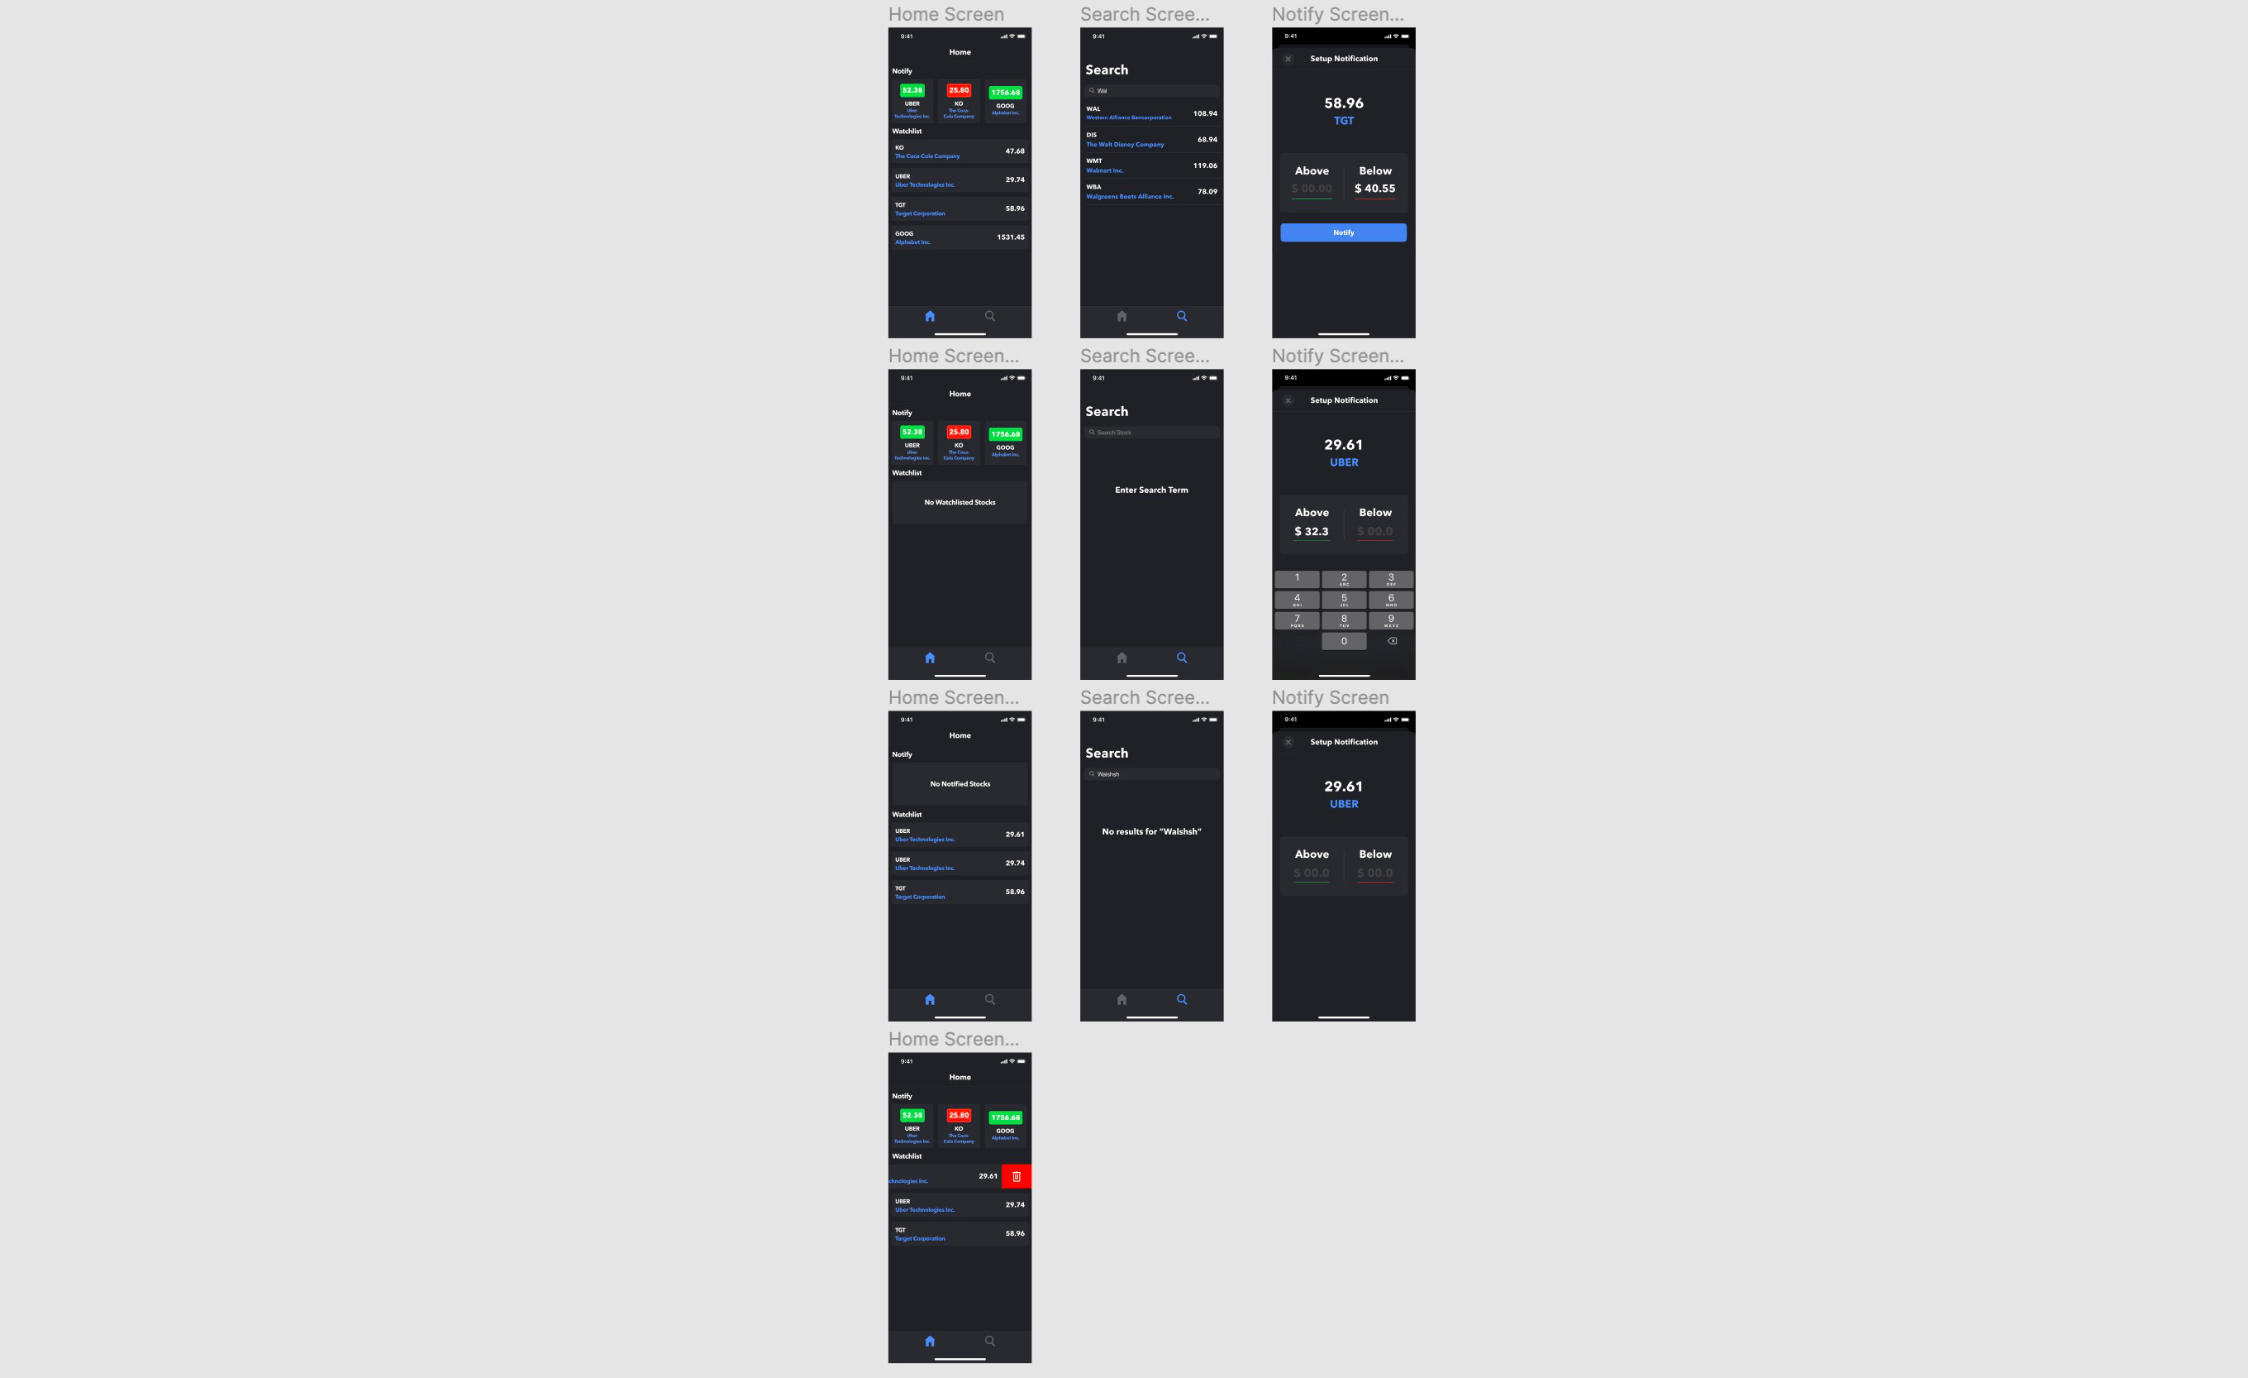 Home Screen
9:41
Home
Notify
52.38
UBER
Uber
Technologies Inc.
25.80
KO
The Coca-
Cola Company
1756.68
GOOG
Alphabet Inc.
Watchlist
KO
The Coca-Cola Company
47.68
UBER
Uber Technologies Inc.
29.74
TGT
Target Corporation
58.96
GOOG
Alphabet Inc.
1531.45
Search Scree...
9:41
Search
Wal
WAL
Western Alliance Bancorporation
108.94
DIS
The Walt Disney Company
68.94
WMT
Walmart Inc.
119.06
WBA
Walgreens Boots Alliance Inc.
78.09
Notify Screen...
9:41
Setup Notification
58.96
TGT
Above
$ 00.00
Below
$ 40.55
Notify
Home Screen...
9:41
Home
Notify
52.38
UBER
Uber
Technologies Inc.
25.80
KO
The Coca-
Cola Company
1756.68
GOOG
Alphabet Inc.
Watchlist
No Watchlisted Stocks
Search Scree...
9:41
Search
Search Stock
Enter Search Term
Notify Screen...
9:41
Setup Notification
29.61
UBER
Above
$ 32.3
Below
$ 00.0
1
2
ABC
3
DEF
4
GHI
5
JKL
6
MNO
7
PQRS
8
TUV
9
WXYZ
0
Home Screen...
9:41
Home
Notify
No Notified Stocks
Watchlist
UBER
Uber Technologies Inc.
29.61
UBER
Uber Technologies Inc.
29.74
TGT
Target Corporation
58.96
Search Scree...
9:41
Search
Walshsh
No results for “Walshsh”
Notify Screen
9:41
Setup Notification
29.61
UBER
Above
$ 00.0
Below
$ 00.0
Home Screen...
9:41
Home
Notify
52.38
UBER
Uber
Technologies Inc.
25.80
KO
The Coca-
Cola Company
1756.68
GOOG
Alphabet Inc.
Watchlist
chnologies Inc.
29.61
UBER
Uber Technologies Inc.
29.74
TGT
Target Corporation
58.96